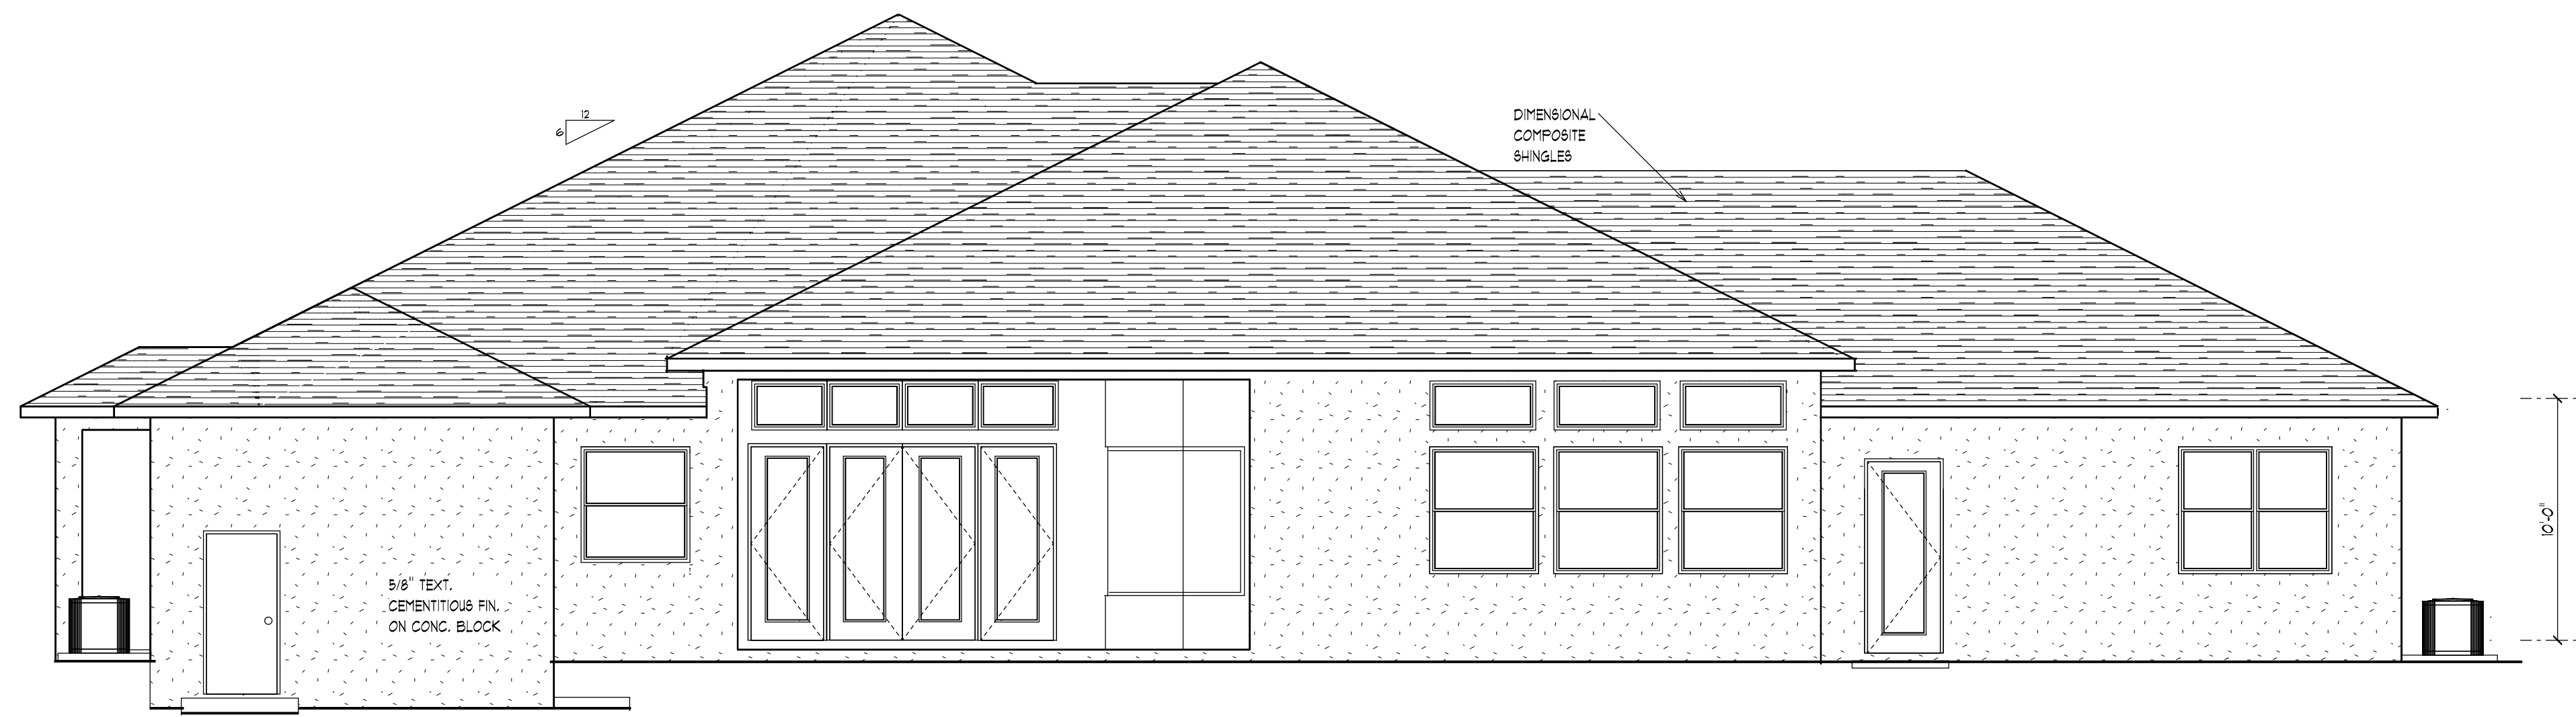 12
6
DIMENSIONAL
COMPOSITE
SHINGLES
5/8" TEXT.
CEMENTITIOUS FIN.
ON CONC. BLOCK
10'-0"